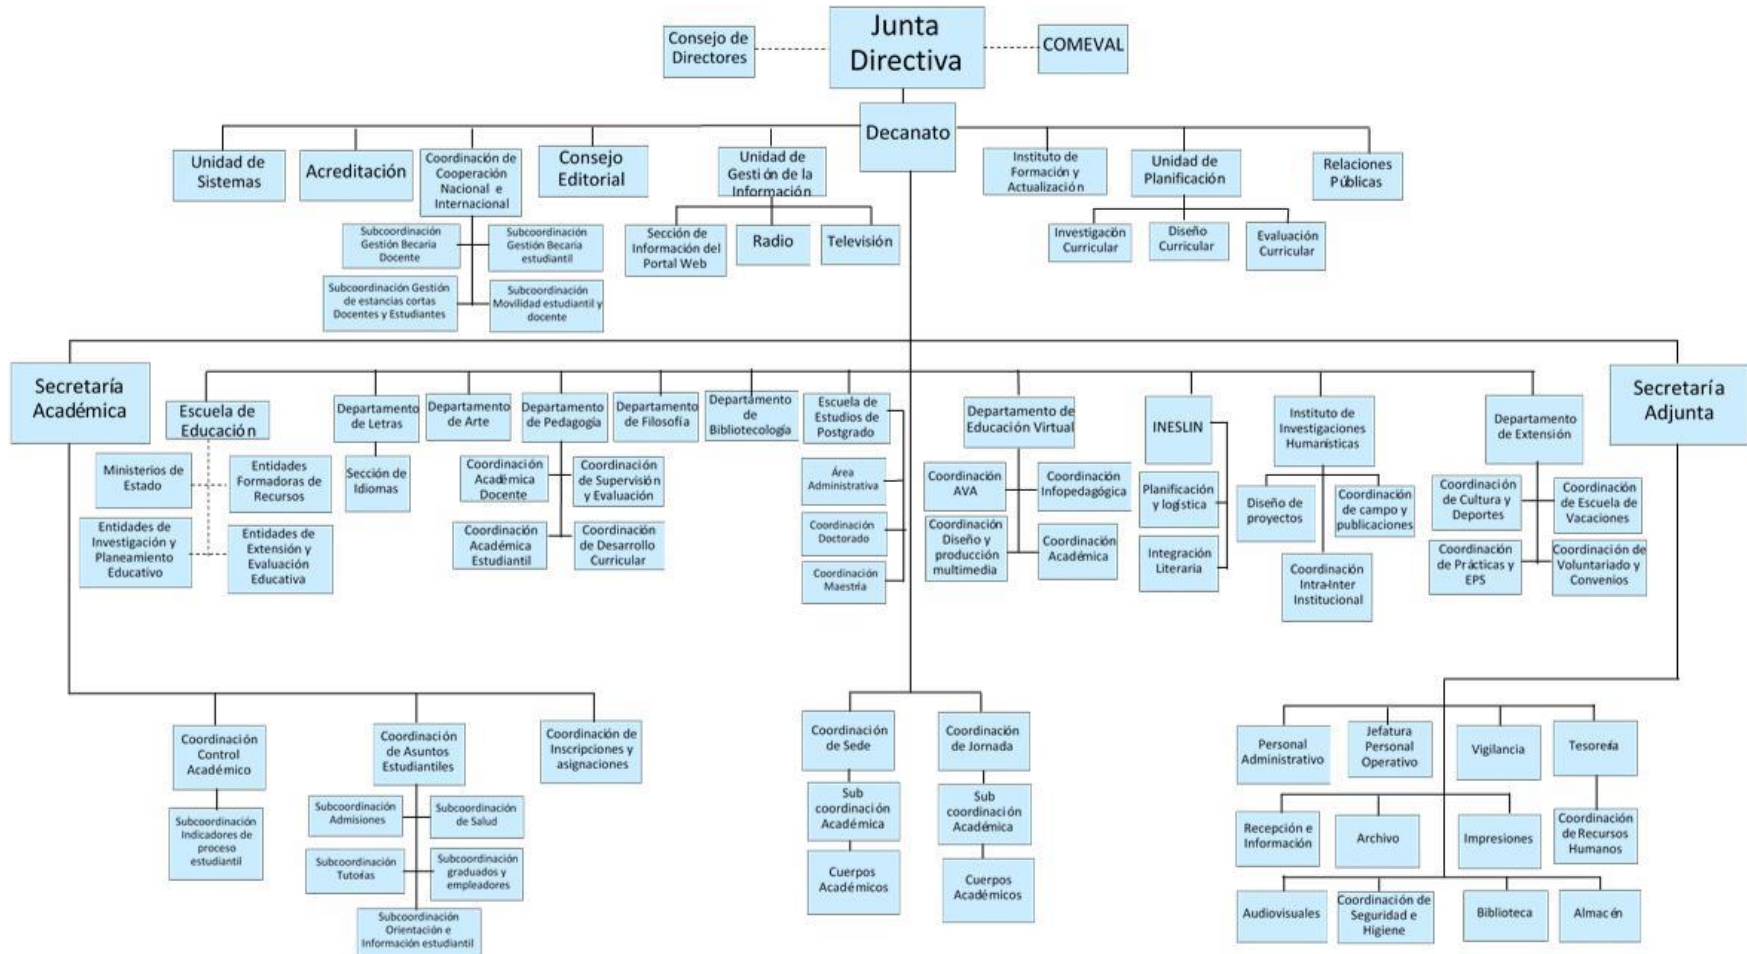 Junta
Directiva
Consejo de
Directores
COMEVAL
Decanato
Unidad de
Sistemas
Acreditación
Coordinación de
Cooperación
Nacional e
Internacional
Consejo
Editorial
Unidad de
Gestión de la
Información
Instituto de
Formación y
Actualización
Unidad de
Planificación
Relaciones
Públicas
Subcoordinación
Gestión Becaria
Docente
Subcoordinación
Gestión Becaria
estudiantil
Subcoordinación Gestión
de estancias cortas
Docentes y Estudiantes
Subcoordinación
Movilidad estudiantil y
docente
Sección de
Información del
Portal Web
Radio
Televisión
Investigación
Curricular
Diseño
Curricular
Evaluación
Curricular
Secretaría
Académica
Escuela de
Educación
Departamento
de Letras
Departamento
de Arte
Departamento
de Pedagogía
Departamento
de Filosofía
Departamento
de
Bibliotecología
Escuela de
Estudios de
Postgrado
Departamento de
Educación Virtual
INESLIN
Instituto de
Investigaciones
Humanísticas
Departamento
de Extensión
Secretaría
Adjunta
Ministerios de
Estado
Entidades
Formadoras de
Recursos
Entidades de
Investigación y
Planeamiento
Educativo
Entidades de
Extensión y
Evaluación
Educativa
Sección de
Idiomas
Coordinación
Académica
Docente
Coordinación
de Supervisión
y Evaluación
Coordinación
Académica
Estudiantil
Coordinación
de Desarrollo
Curricular
Área
Administrativa
Coordinación
Doctorado
Coordinación
Maestría
Coordinación
AVA
Coordinación
Infopedagógica
Coordinación
Diseño y
producción
multimedia
Coordinación
Académica
Planificación
y logística
Integración
Literaria
Diseño de
proyectos
Coordinación
de campo y
publicaciones
Coordinación
Intra-Inter
Institucional
Coordinación
de Cultura y
Deportes
Coordinación
de Escuela de
Vacaciones
Coordinación
de Prácticas y
EPS
Coordinación de
Voluntariado y
Convenios
Coordinación
Control
Académico
Subcoordinación
Indicadores de
proceso
estudiantil
Coordinación
de Asuntos
Estudiantiles
Coordinación de
Inscripciones y
asignaciones
Subcoordinación
Admisiones
Subcoordinación
de Salud
Subcoordinación
Tutorías
Subcoordinación
graduados y
empleadores
Subcoordinación
Orientación e
Información estudiantil
Coordinación
de Sede
Coordinación
de Jornada
Sub
coordinación
Académica
Sub
coordinación
Académica
Cuerpos
Académicos
Cuerpos
Académicos
Personal
Administrativo
Jefatura
Personal
Operativo
Vigilancia
Tesorería
Recepción e
Información
Archivo
Impresiones
Coordinación
de Recursos
Humanos
Audiovisuales
Coordinación de
Seguridad e
Higiene
Biblioteca
Almacén